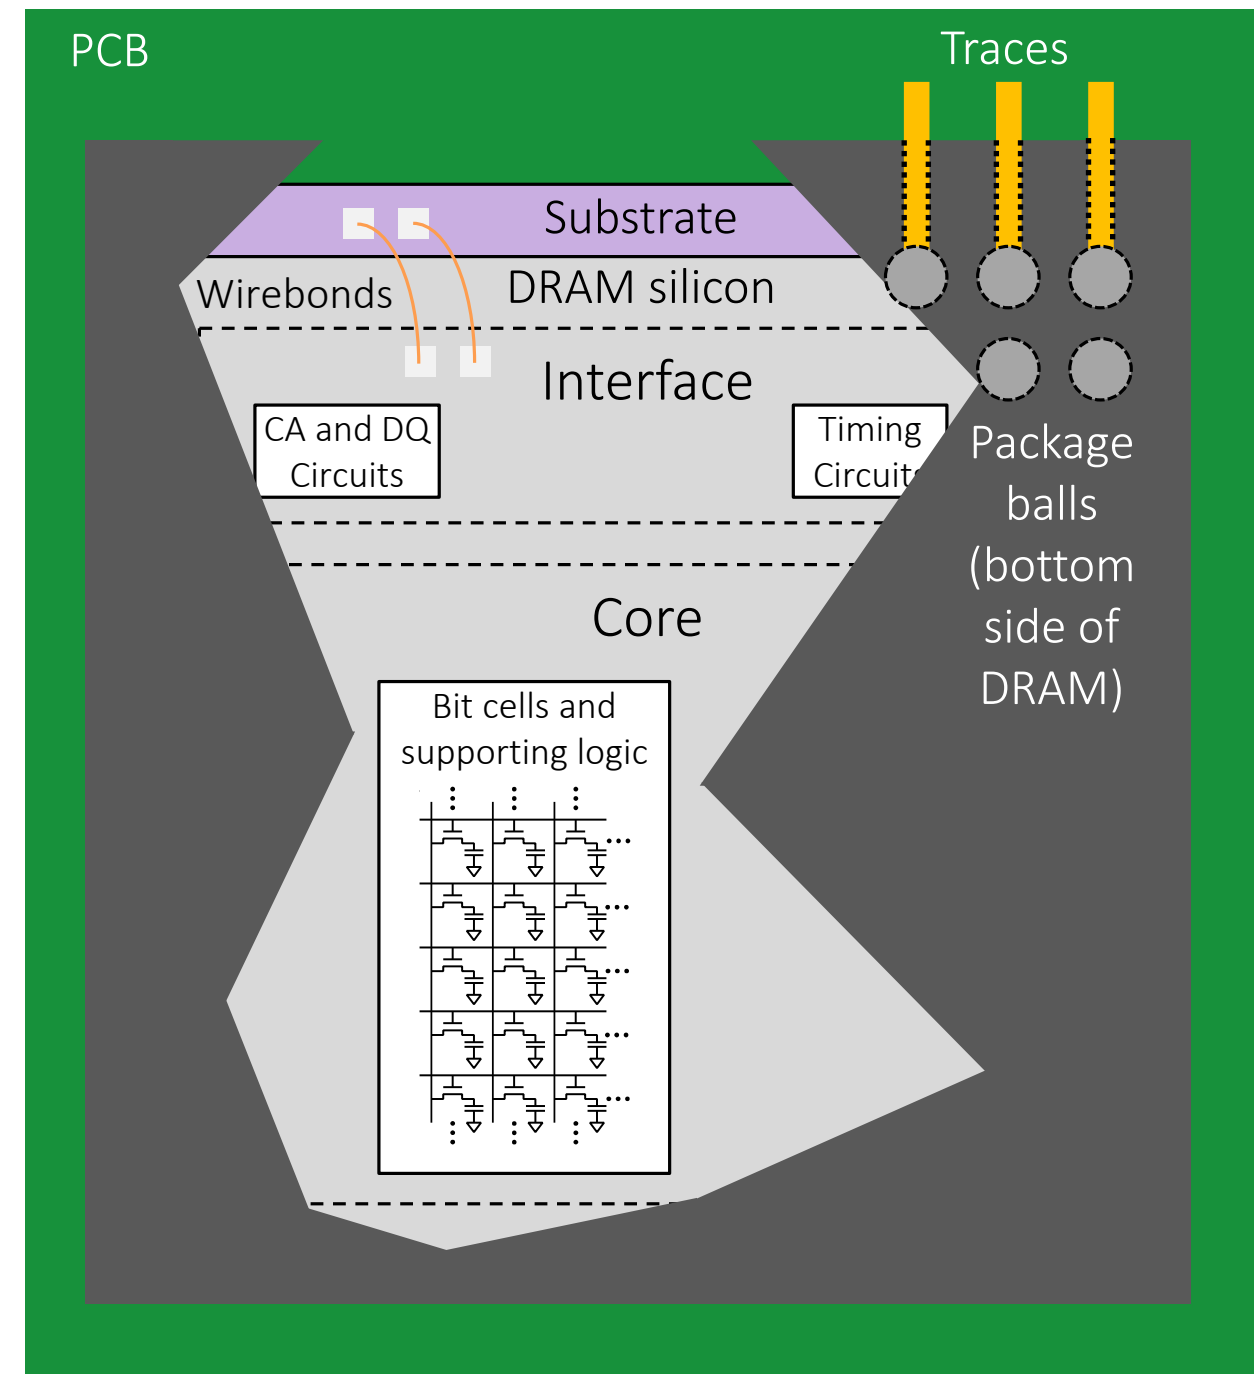 PCB
Traces
Substrate
Wirebonds
DRAM silicon
Interface
CA and DQ
Circuits
Timing
Circuits
Package
balls
(bottom
side of
DRAM)
Core
Bit cells and
supporting logic